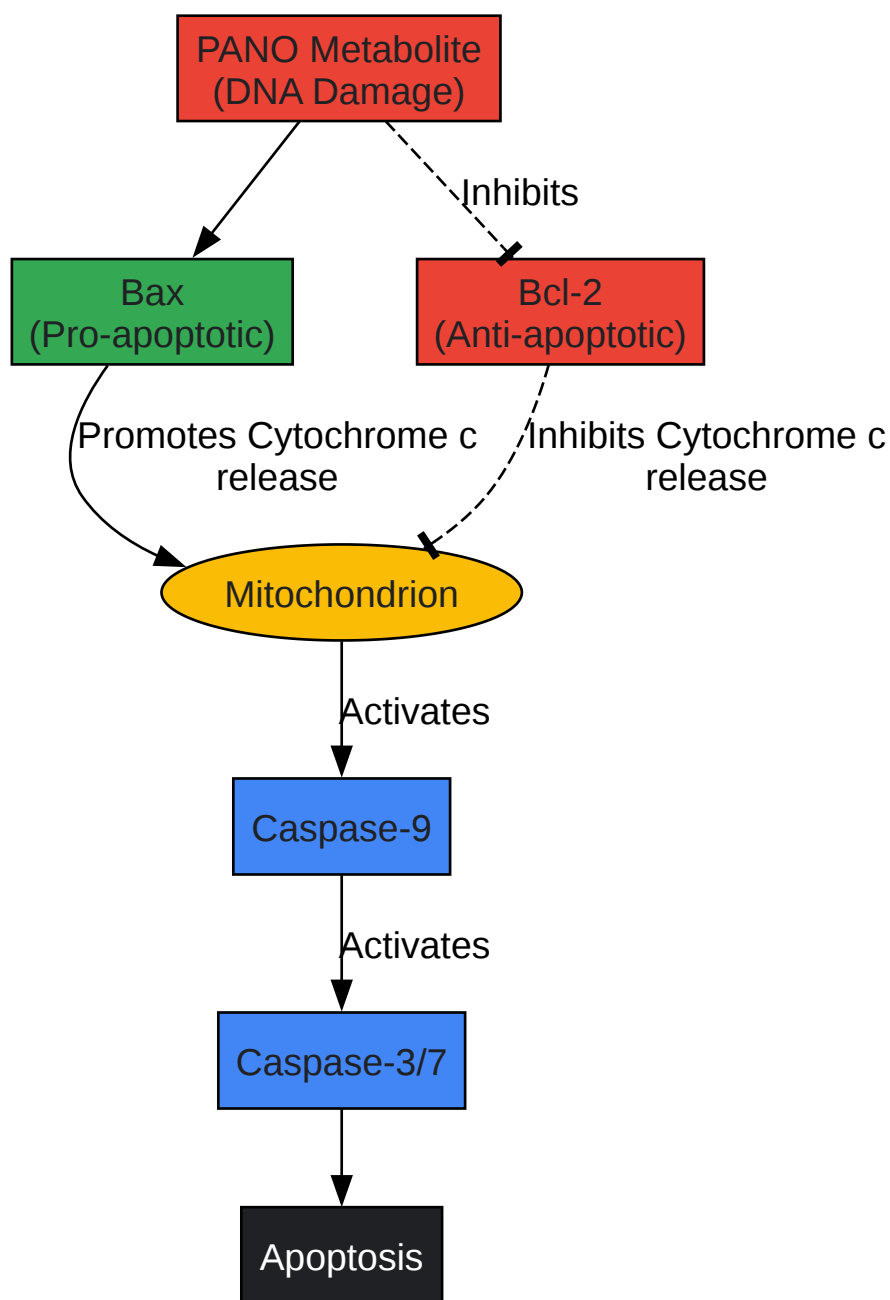 PANO Metabolite
(DNA Damage)
Inhibits
Bax
(Pro-apoptotic)
Bcl-2
(Anti-apoptotic)
Promotes Cytochrome c
release
Inhibits Cytochrome c
release
Mitochondrion
Activates
Caspase-9
Activates
Caspase-3/7
Apoptosis